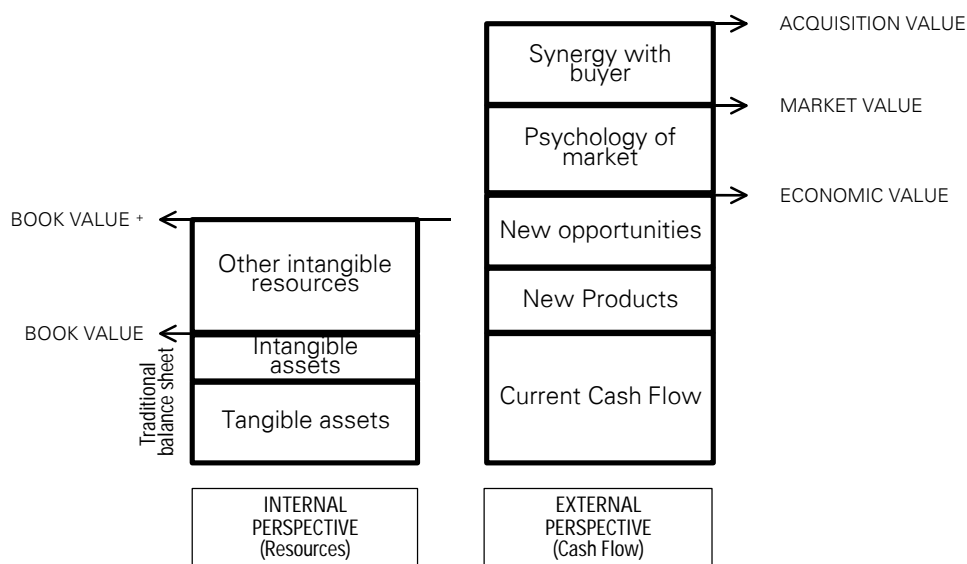 ACQUISITION VALUE
Synergy with
buyer
MARKET VALUE
Psychology of
market
ECONOMIC VALUE
BOOK VALUE +
New opportunities
Other intangible
resources
New Products
BOOK VALUE
Intangible
assets
Traditional
balance sheet
Current Cash Flow
Tangible assets
INTERNAL
PERSPECTIVE
(Resources)
EXTERNAL
PERSPECTIVE
(Cash Flow)